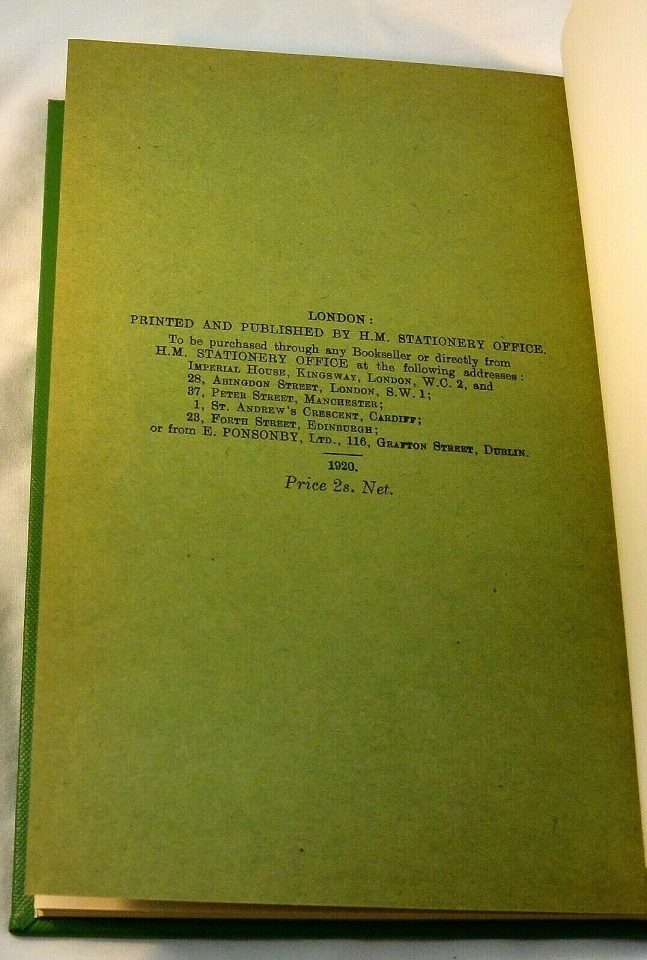 LONDON:
PRINTED AND PUBLISHED BY H.M. STATIONERY OFFICE.
To be purchased through any Bookseller or directly from
H.M. STATIONERY OFFICE at the following addresses:
IMPERIAL HOUSE, KINGSWAY, LONDON, W.C. 2, and
28, ABINGDON STREET, LONDON, S.W. 1;
37, PETER STREET, MANCHESTER;
1, ST. ANDREW'S CRESCENT, CARDIFF;
23, FORTH STREET, EDINBURGH;
or from E. PONSONBY, LTD., 116, GRAFTON STREET, DUBLIN.
1920.
Price 2s. Net.